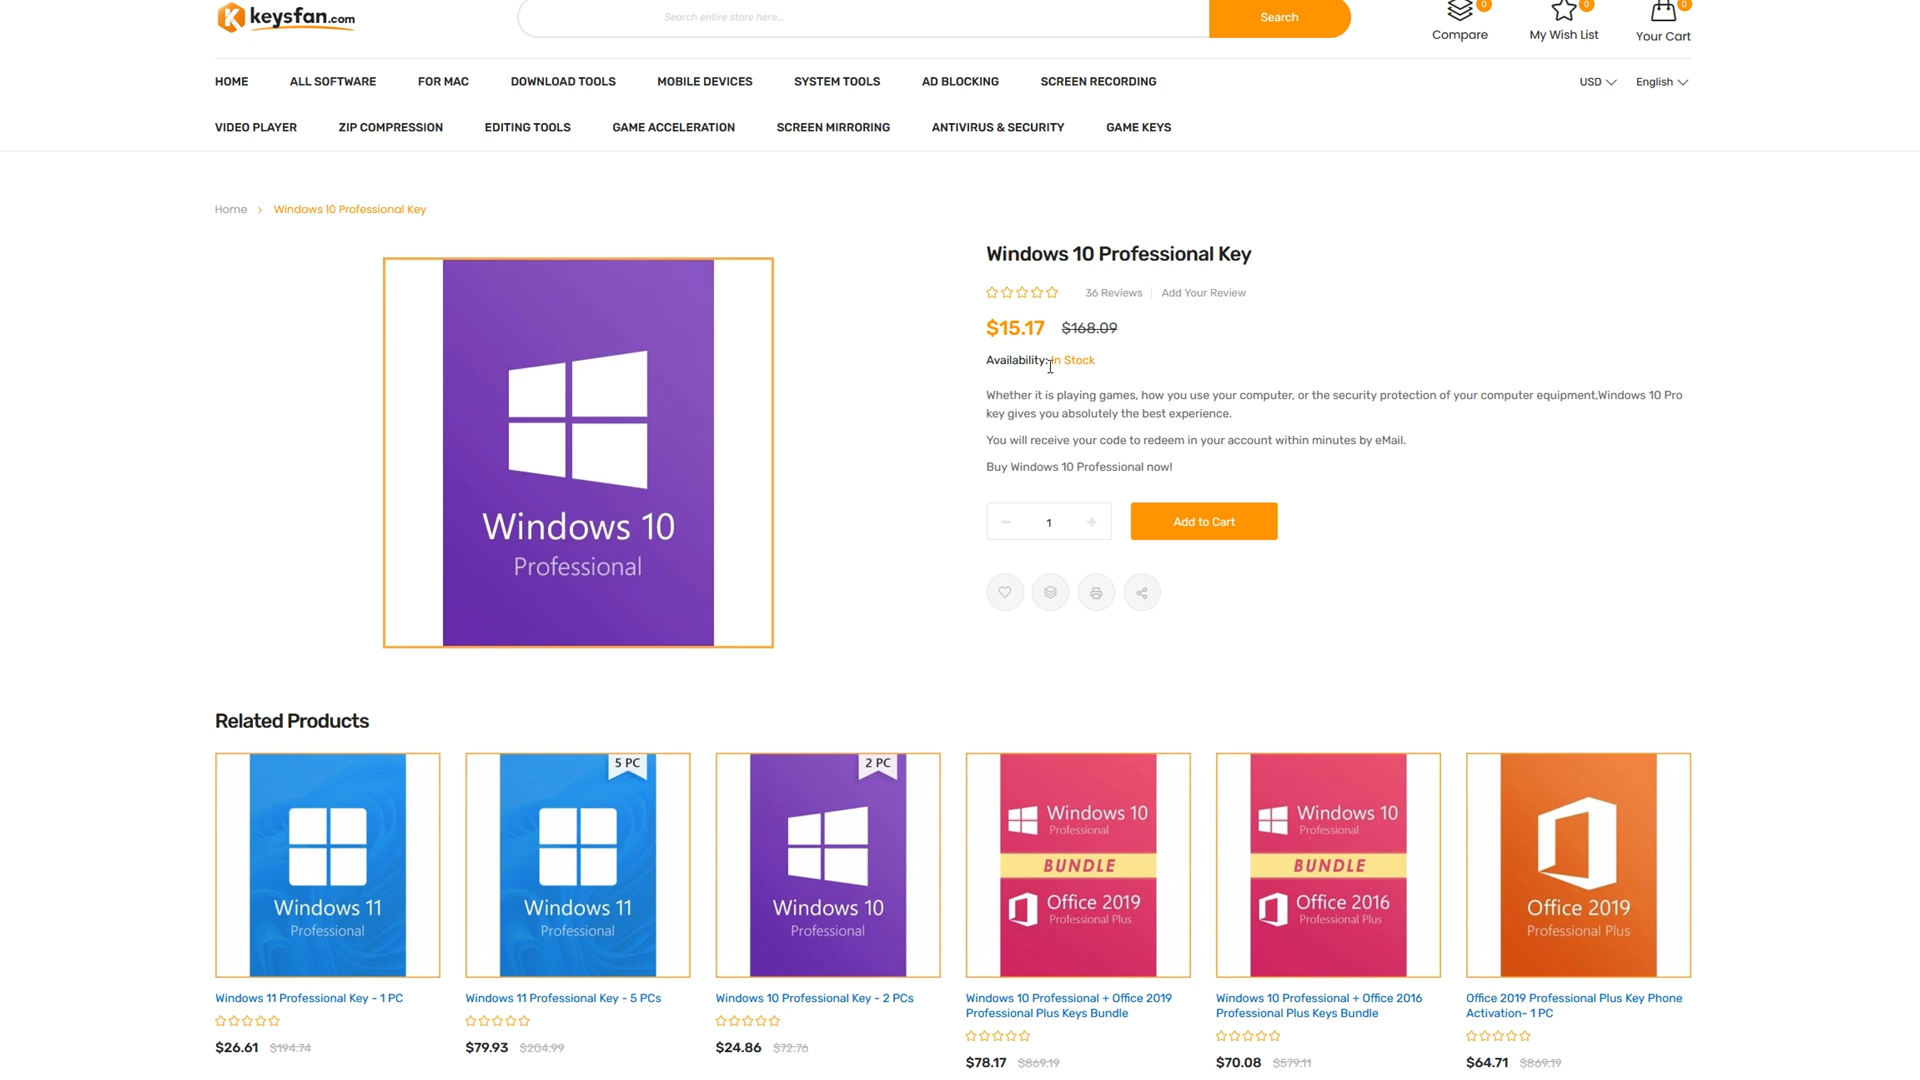 keysfan.com
Search entire store here...
Search
0
0
0
Compare
My Wish List
Your Cart
HOME
ALL SOFTWARE
FOR MAC
DOWNLOAD TOOLS
MOBILE DEVICES
SYSTEM TOOLS
AD BLOCKING
SCREEN RECORDING
USD
English
VIDEO PLAYER
ZIP COMPRESSION
EDITING TOOLS
GAME ACCELERATION
SCREEN MIRRORING
ANTIVIRUS & SECURITY
GAME KEYS
Home > Windows 10 Professional Key
Windows 10
Professional
Windows 10 Professional Key
36 Reviews
Add Your Review
$15.17 $168.09
Availability: In Stock
Whether it is playing games, how you use your computer, or the security protection of your computer equipment,Windows 10 Pro
key gives you absolutely the best experience.
You will receive your code to redeem in your account within minutes by eMail.
Buy Windows 10 Professional now!
− 1 +
Add to Cart
Related Products
Windows 11
Professional
Windows 11 Professional Key - 1 PC
$26.61 $194.74
5 PC
Windows 11
Professional
Windows 11 Professional Key - 5 PCs
$79.93 $204.99
2 PC
Windows 10
Professional
Windows 10 Professional Key - 2 PCs
$24.86 $72.76
Windows 10
Professional
BUNDLE
Office 2019
Professional Plus
Windows 10 Professional + Office 2019
Professional Plus Keys Bundle
$78.17 $869.19
Windows 10
Professional
BUNDLE
Office 2016
Professional Plus
Windows 10 Professional + Office 2016
Professional Plus Keys Bundle
$70.08 $579.11
Office 2019
Professional Plus
Office 2019 Professional Plus Key Phone
Activation- 1 PC
$64.71 $869.19